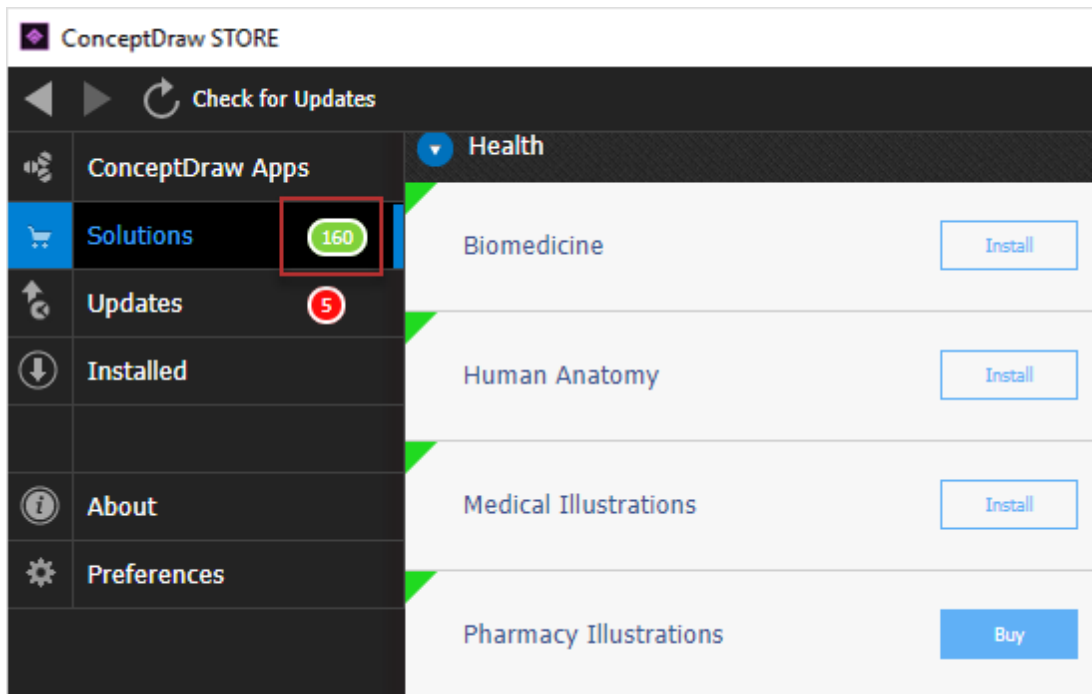 ConceptDraw STORE
Check for Updates
ConceptDraw Apps
Solutions 160
Updates 5
Installed
About
Preferences
Health
Biomedicine Install
Human Anatomy Install
Medical Illustrations Install
Pharmacy Illustrations Buy